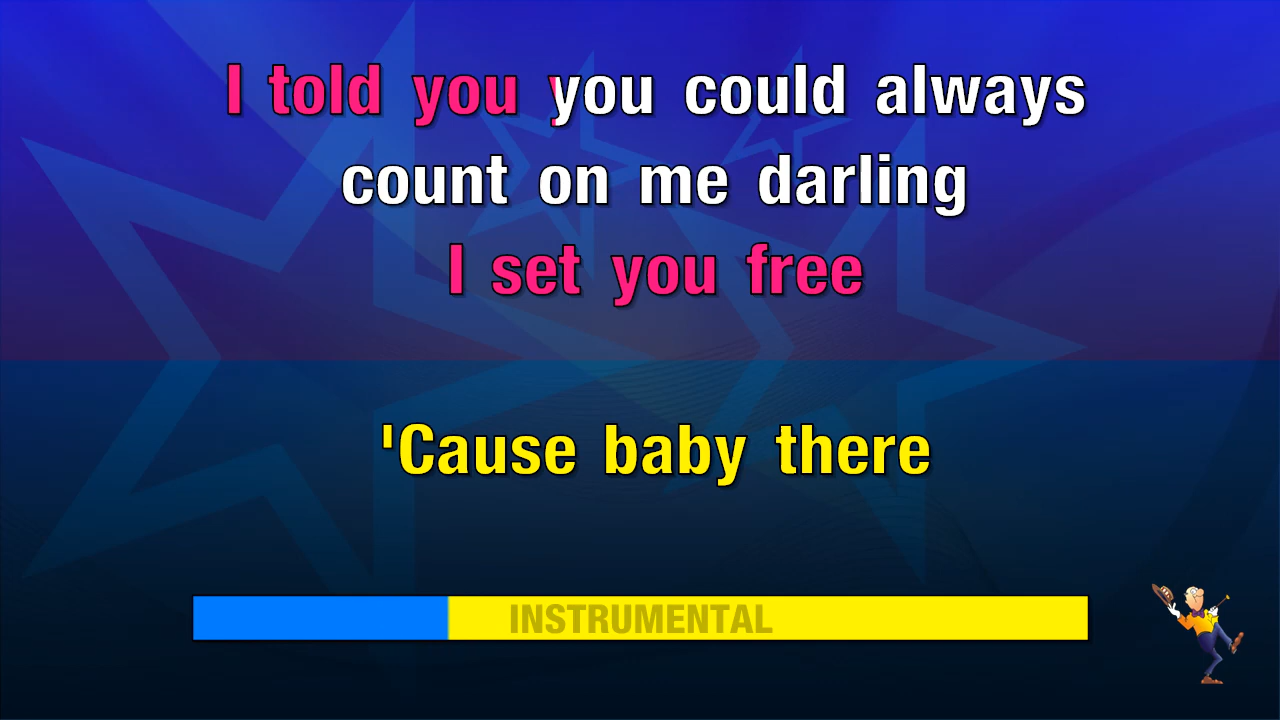 I told you you could always
count on me darling
I set you free
'Cause baby there
INSTRUMENTAL